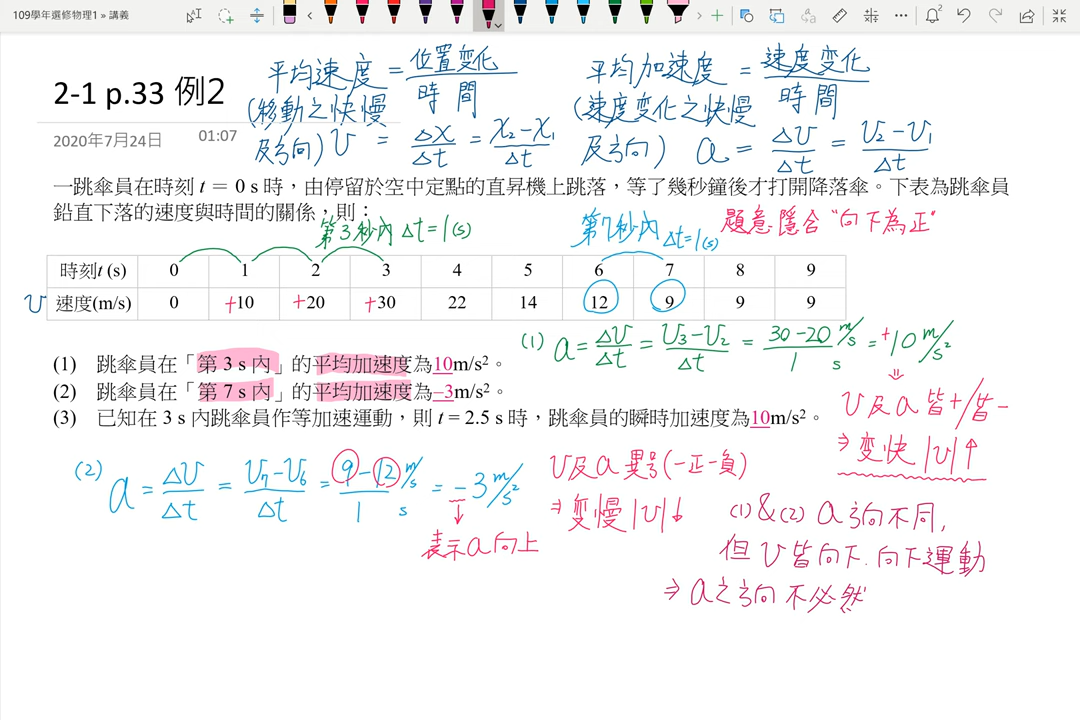 109學年選修物理1 » 講義
2-1 p.33 例2
2020年7月24日 01:07
平均速度 = 位置变化 / 時間
(移動之快慢及方向) v = Δx/Δt = x₂−x₁/Δt
平均加速度 = 速度变化 / 時間
(速度变化之快慢及方向) a = Δv/Δt = v₂−v₁/Δt
一跳傘員在時刻 t = 0 s 時，由停留於空中定點的直昇機上跳落，等了幾秒鐘後才打開降落傘。下表為跳傘員
鉛直下落的速度與時間的關係，則：
第3秒內 Δt=1(s)
第7秒內 Δt=1(s)
題意隱含"向下為正"
時刻t (s) 0 1 2 3 4 5 6 7 8 9
v 速度(m/s) 0 +10 +20 +30 22 14 12 9 9 9
(1) a = Δv/Δt = v₃−v₂/Δt = 30−20 m/s / 1 s = +10 m/s²
(1) 跳傘員在「第 3 s 內」的平均加速度為10m/s²。
(2) 跳傘員在「第 7 s 內」的平均加速度為–3m/s²。
(3) 已知在 3 s 內跳傘員作等加速運動，則 t = 2.5 s 時，跳傘員的瞬時加速度為10m/s²。
⇓
v及a皆+/皆−
⇒変快|v|↑
(2) a = Δv/Δt = v₇−v₆/Δt = 9−12 m/s / 1 s = −3 m/s²
↓
表示a向上
v及a異號(一正一負)
⇒変慢|v|↓
(1)&(2) a方向不同,
但v皆向下.向下運動
⇒a之方向不必然